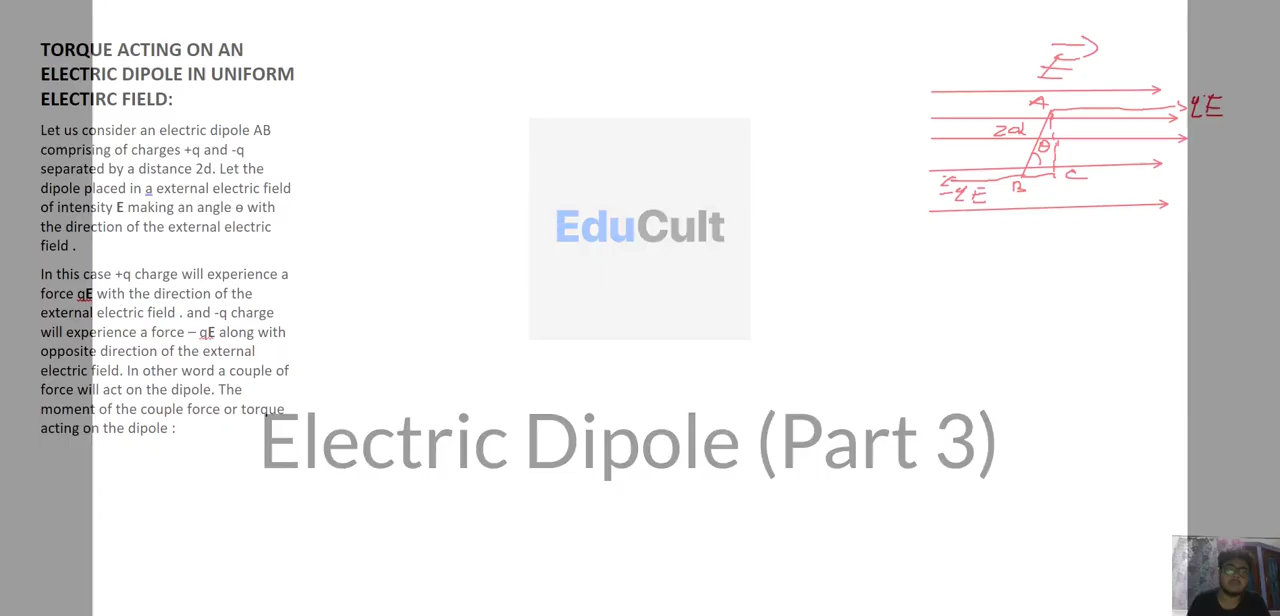 TORQUE ACTING ON AN
ELECTRIC DIPOLE IN UNIFORM
ELECTIRC FIELD:
Let us consider an electric dipole AB
comprising of charges +q and -q
separated by a distance 2d. Let the
dipole placed in a external electric field
of intensity E making an angle ɵ with
the direction of the external electric
field .
In this case +q charge will experience a
force qE with the direction of the
external electric field . and -q charge
will experience a force – qE along with
opposite direction of the external
electric field. In other word a couple of
force will act on the dipole. The
moment of the couple force or torque
acting on the dipole :
E
A
qE
2d
θ
B
C
-qE
EduCult
Electric Dipole (Part 3)